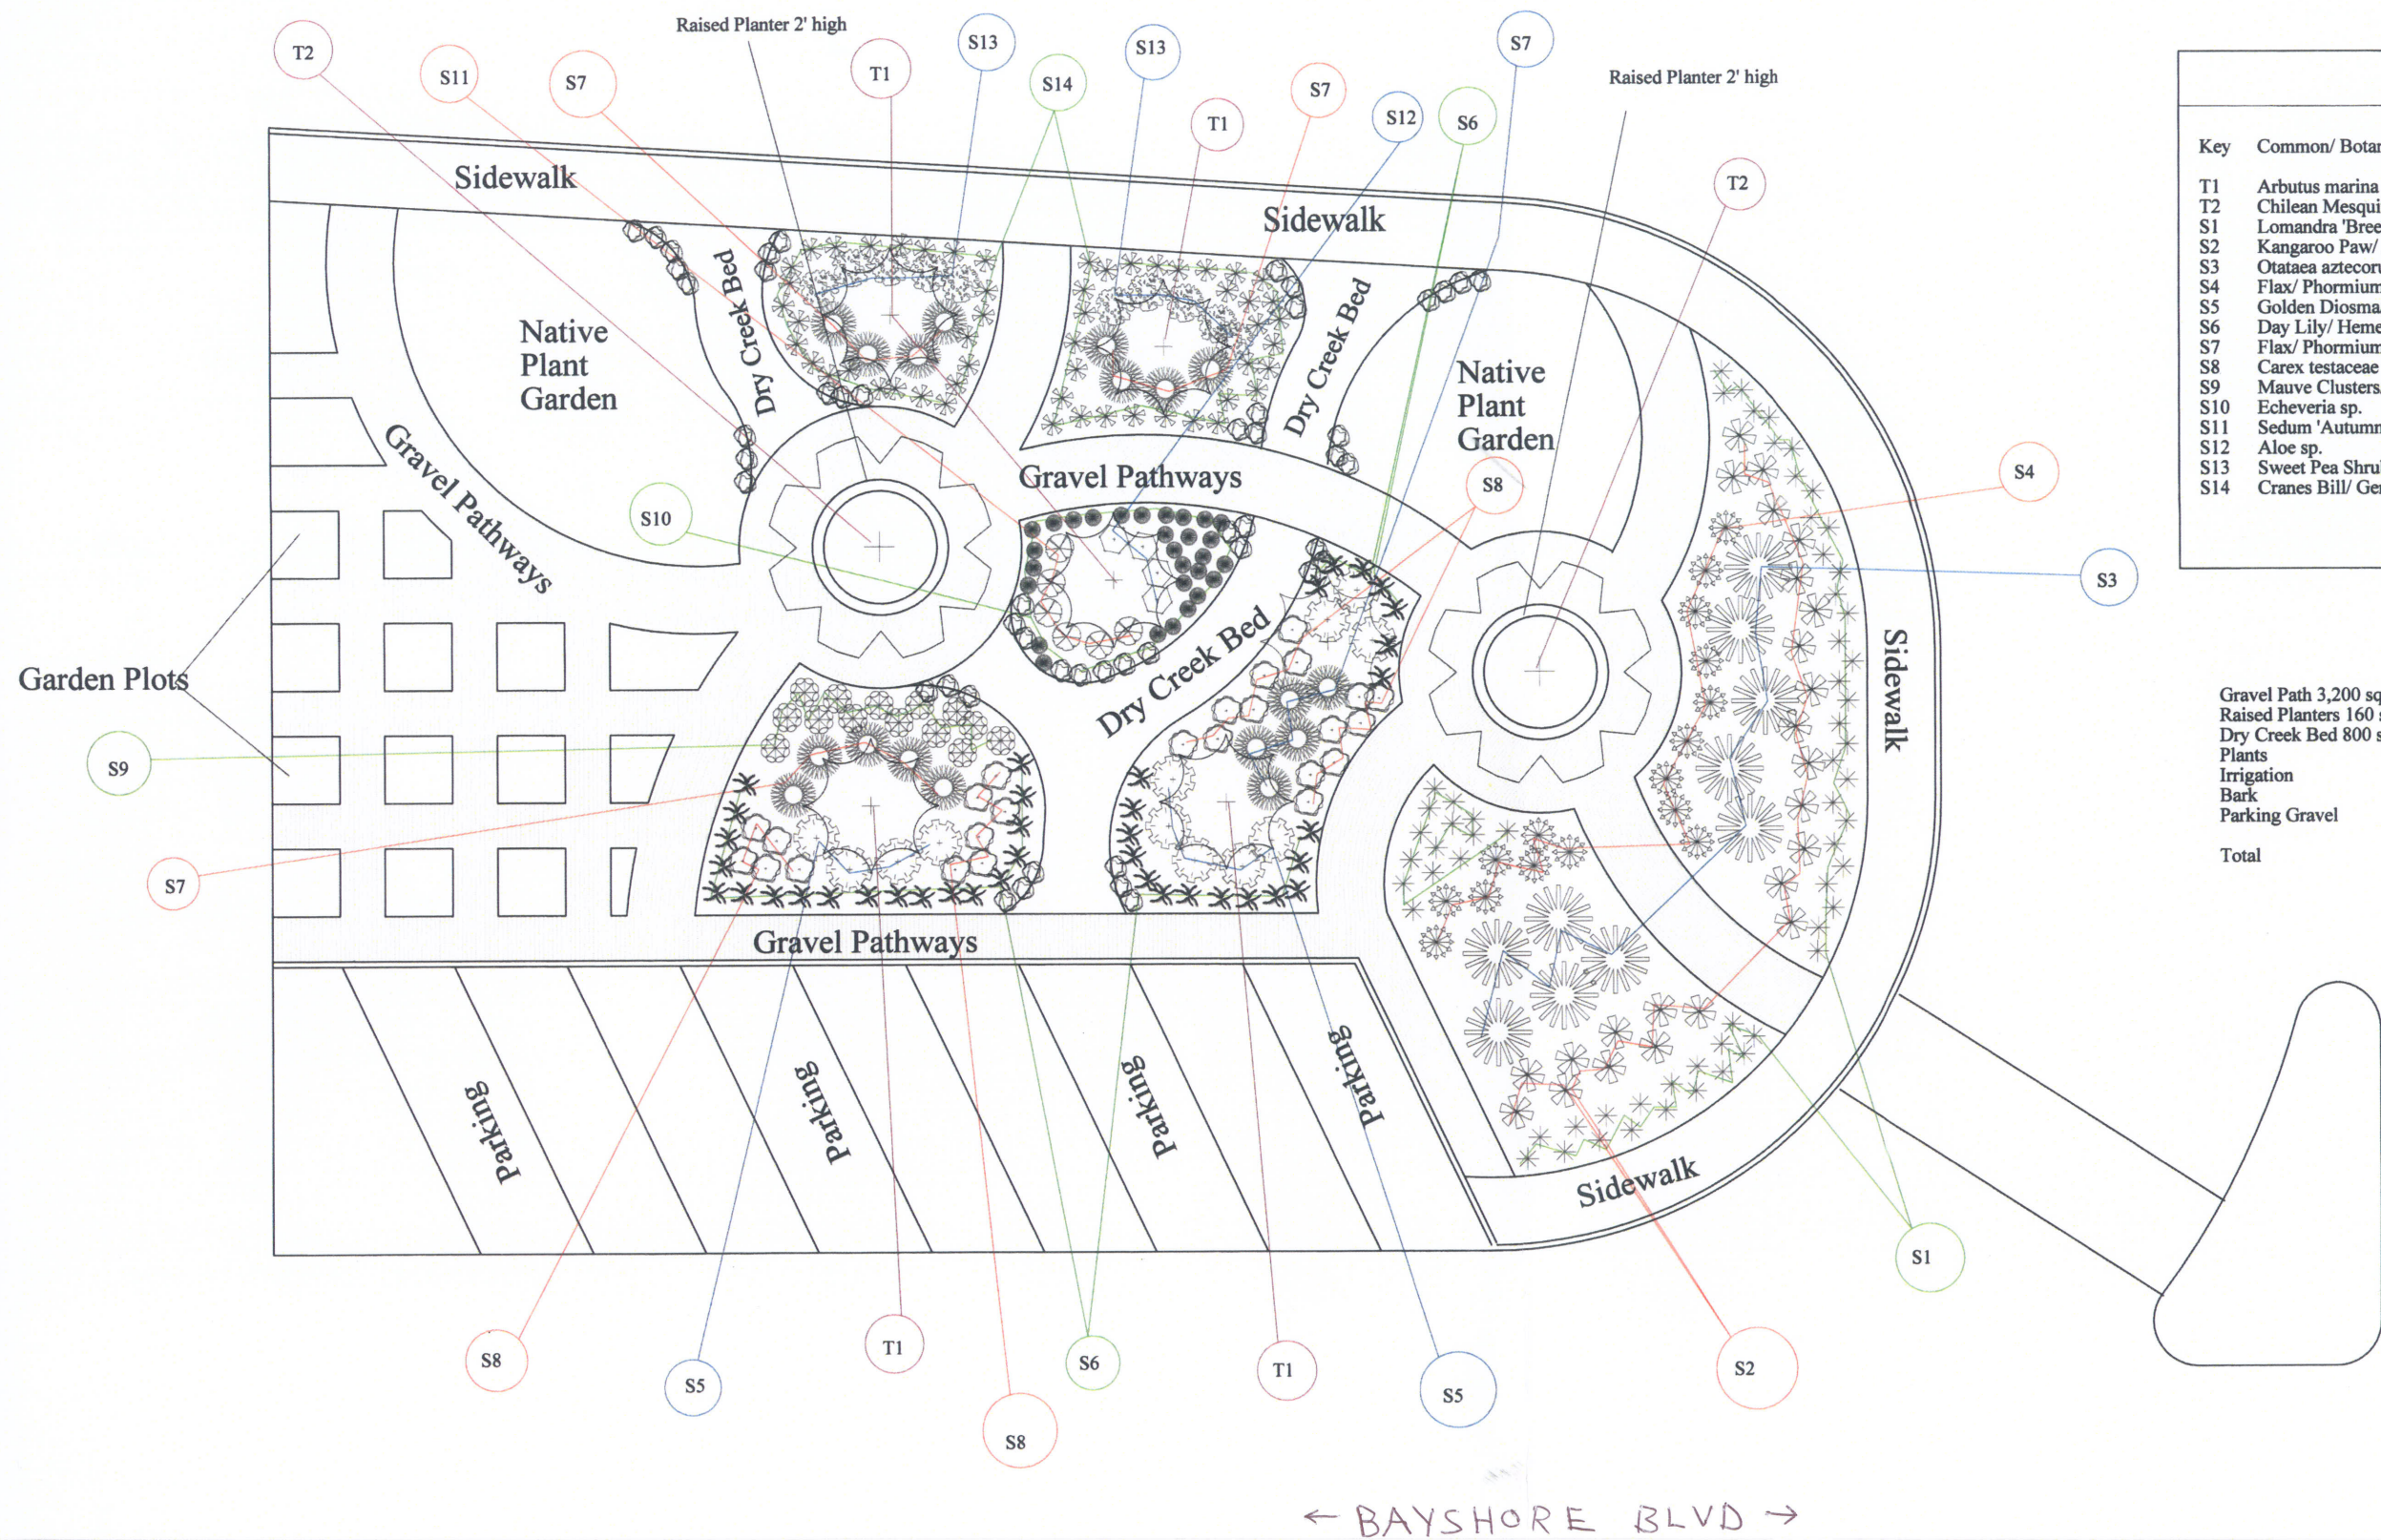 Raised Planter 2' high
T2
S11
S7
T1
S13
S14
S13
T1
S7
S12
S6
S7
Raised Planter 2' high
T2
Sidewalk
Sidewalk
Native
Plant
Garden
Dry Creek Bed
Dry Creek Bed
Native
Plant
Garden
Gravel Pathways
Gravel Pathways
S10
S8
S4
S3
Garden Plots
Dry Creek Bed
Sidewalk
S9
S7
Gravel Pathways
Parking
Parking
Parking
Parking
Sidewalk
S8
S5
T1
S8
S6
T1
S5
S2
S1
Key Common/ Botan
T1 Arbutus marina
T2 Chilean Mesqui
S1 Lomandra 'Bree
S2 Kangaroo Paw/
S3 Otataea aztecoru
S4 Flax/ Phormium
S5 Golden Diosma
S6 Day Lily/ Heme
S7 Flax/ Phormium
S8 Carex testaceae
S9 Mauve Clusters
S10 Echeveria sp.
S11 Sedum 'Autumn
S12 Aloe sp.
S13 Sweet Pea Shru
S14 Cranes Bill/ Ge
Gravel Path 3,200 sq
Raised Planters 160 s
Dry Creek Bed 800 s
Plants
Irrigation
Bark
Parking Gravel
Total
← BAYSHORE BLVD →